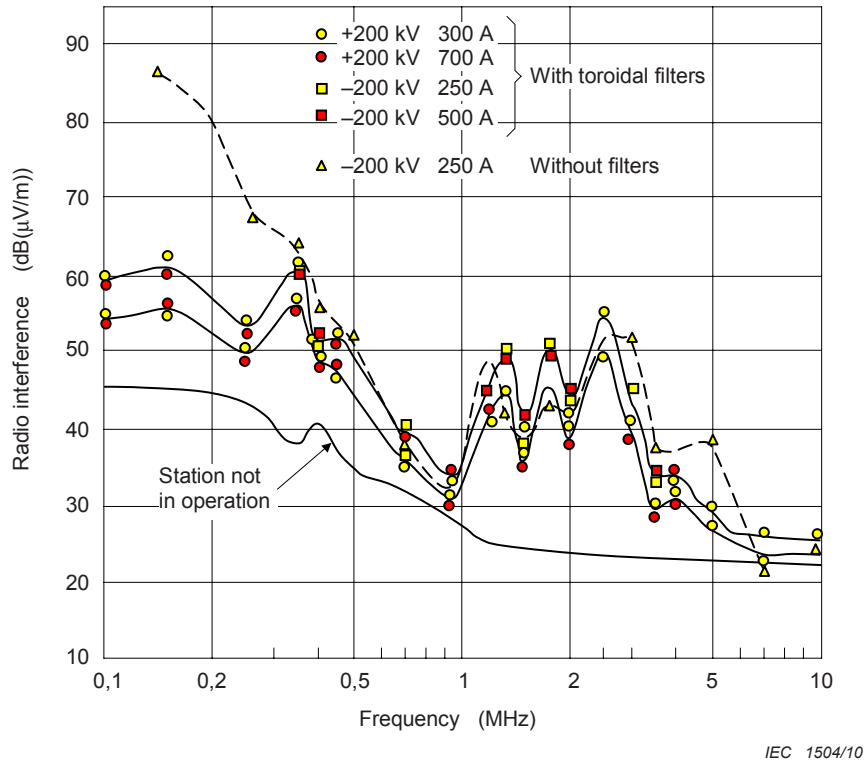 90
80
70
60
50
40
30
20
10
Radio interference (dB(μV/m))
+200 kV 300 A
+200 kV 700 A
–200 kV 250 A
–200 kV 500 A
With toroidal filters
–200 kV 250 A Without filters
Station not
in operation
0,1 0,2 0,5 1 2 5 10
Frequency (MHz)
IEC 1504/10